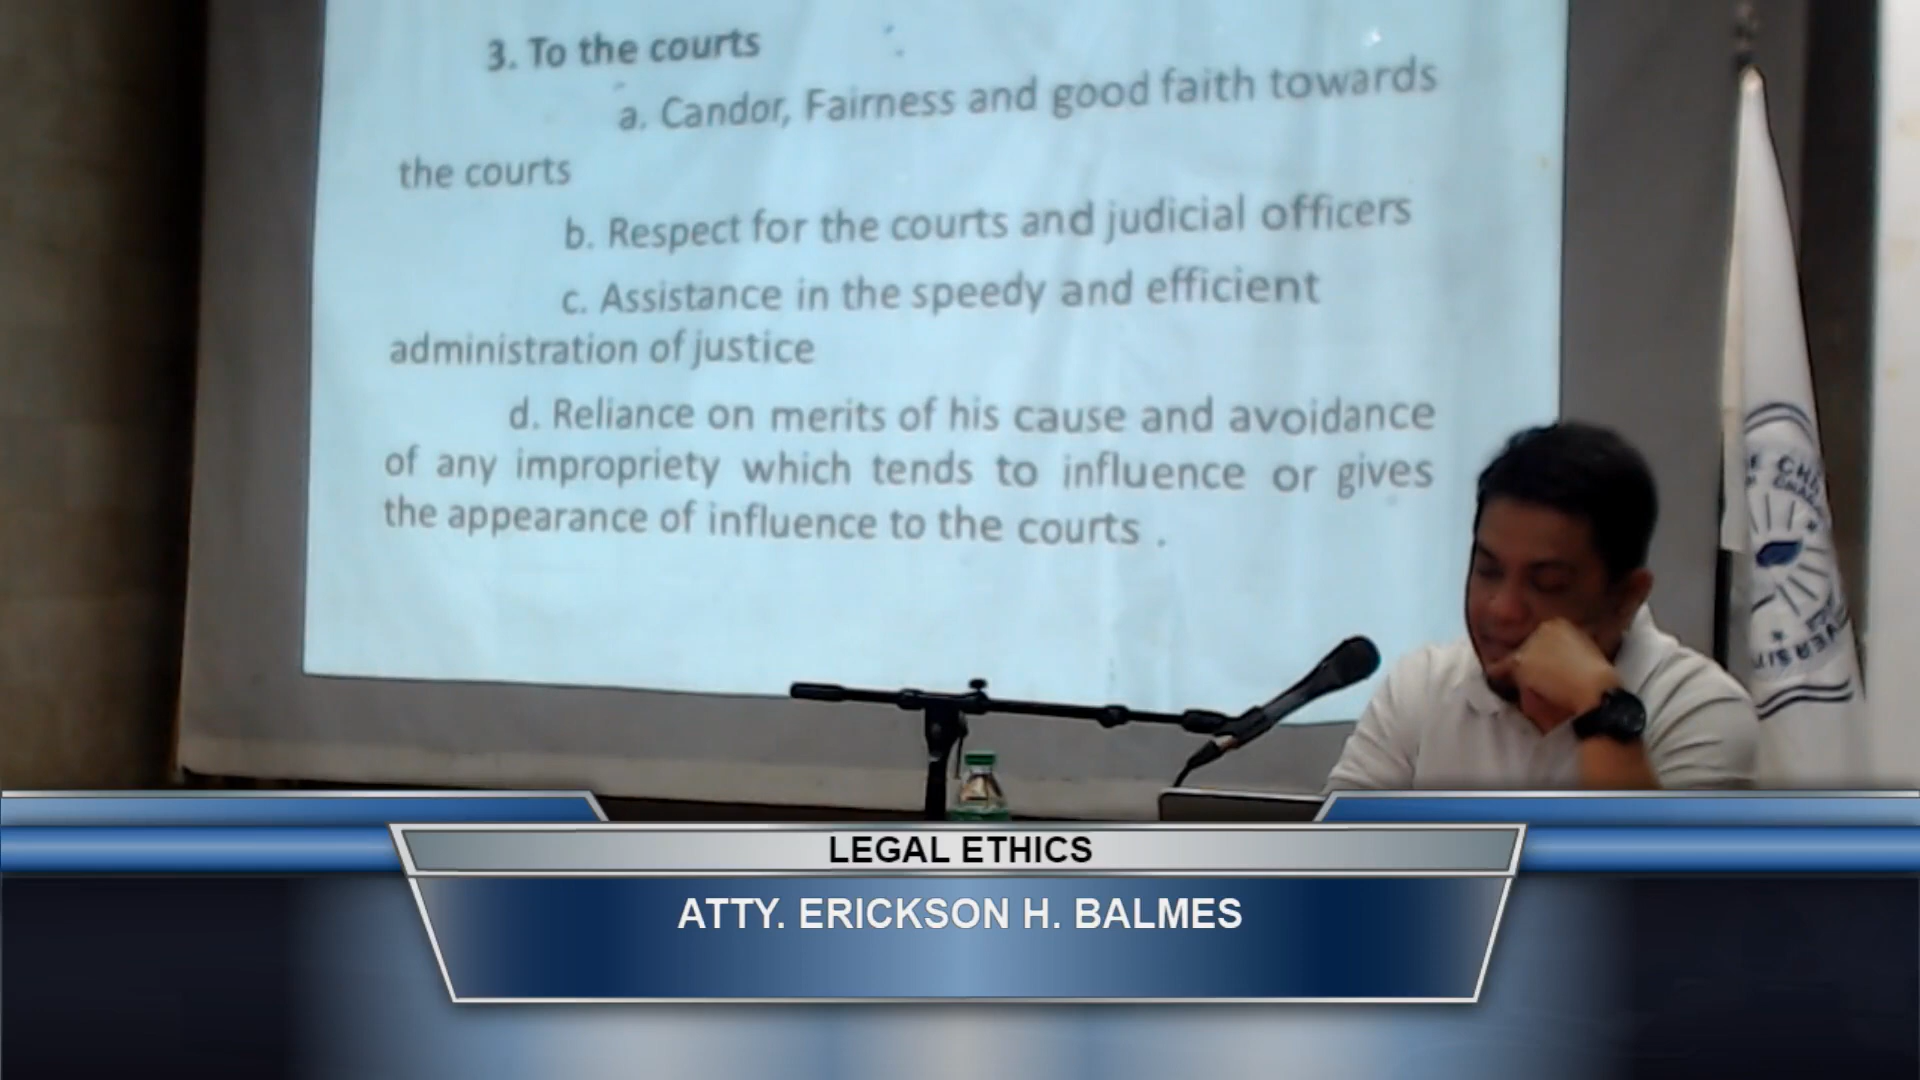 3. To the courts
a. Candor, Fairness and good faith towards
the courts
b. Respect for the courts and judicial officers
c. Assistance in the speedy and efficient
administration of justice
d. Reliance on merits of his cause and avoidance
of any impropriety which tends to influence or gives
the appearance of influence to the courts .
LEGAL ETHICS
ATTY. ERICKSON H. BALMES